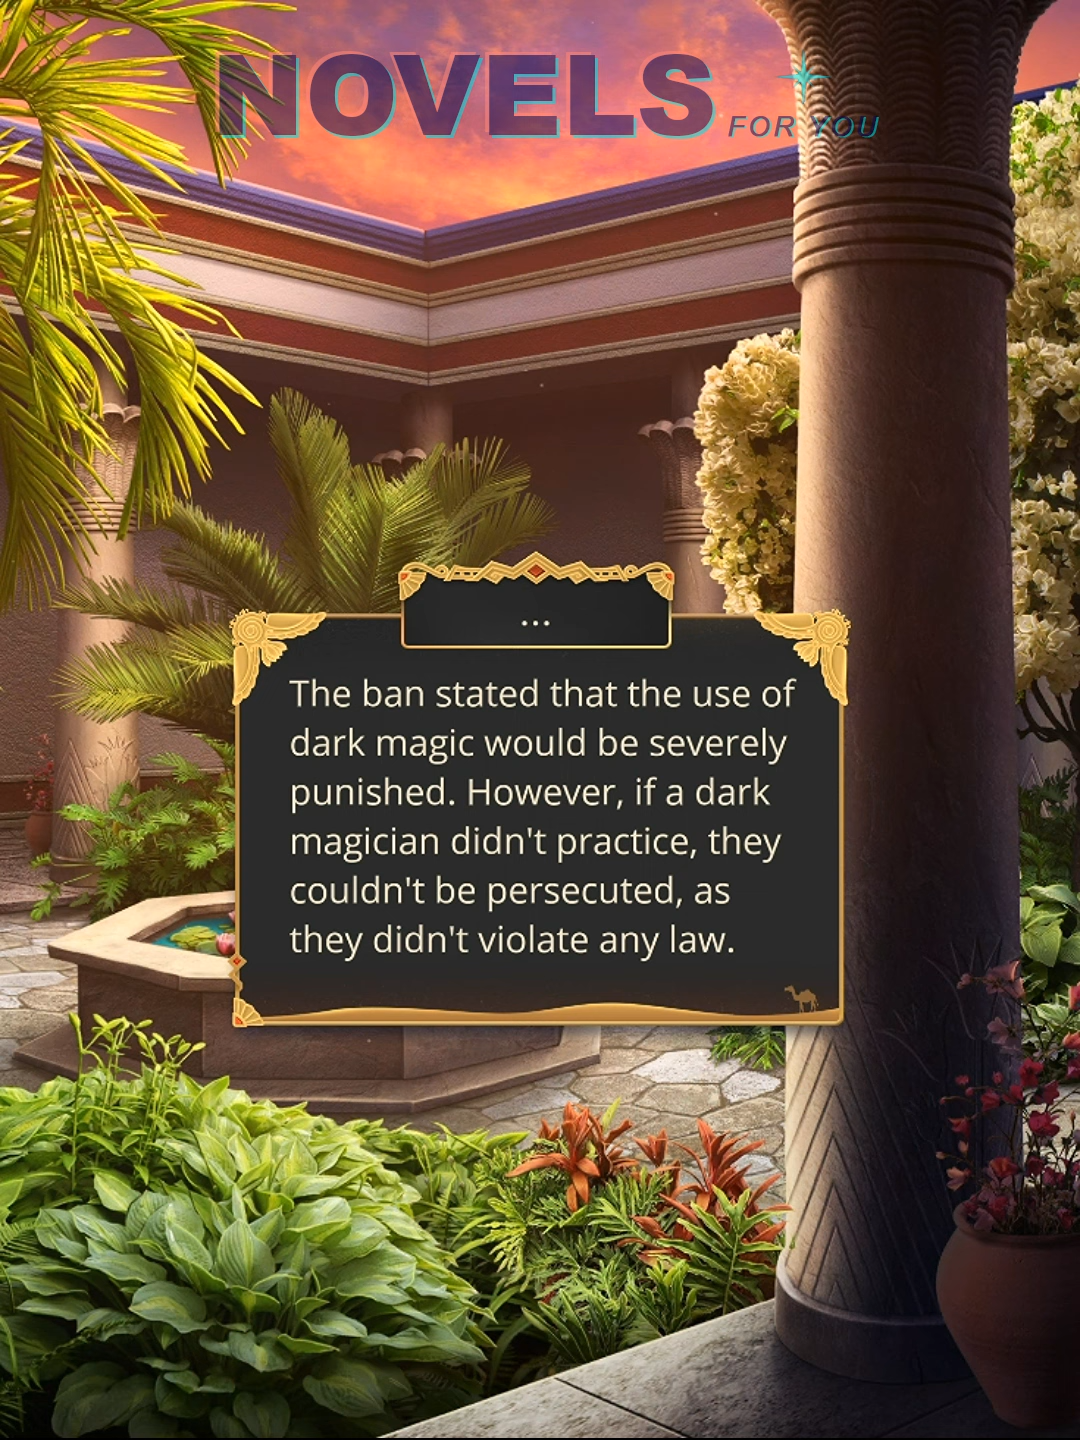 NOVELS FOR YOU
...
The ban stated that the use of
dark magic would be severely
punished. However, if a dark
magician didn't practice, they
couldn't be persecuted, as
they didn't violate any law.